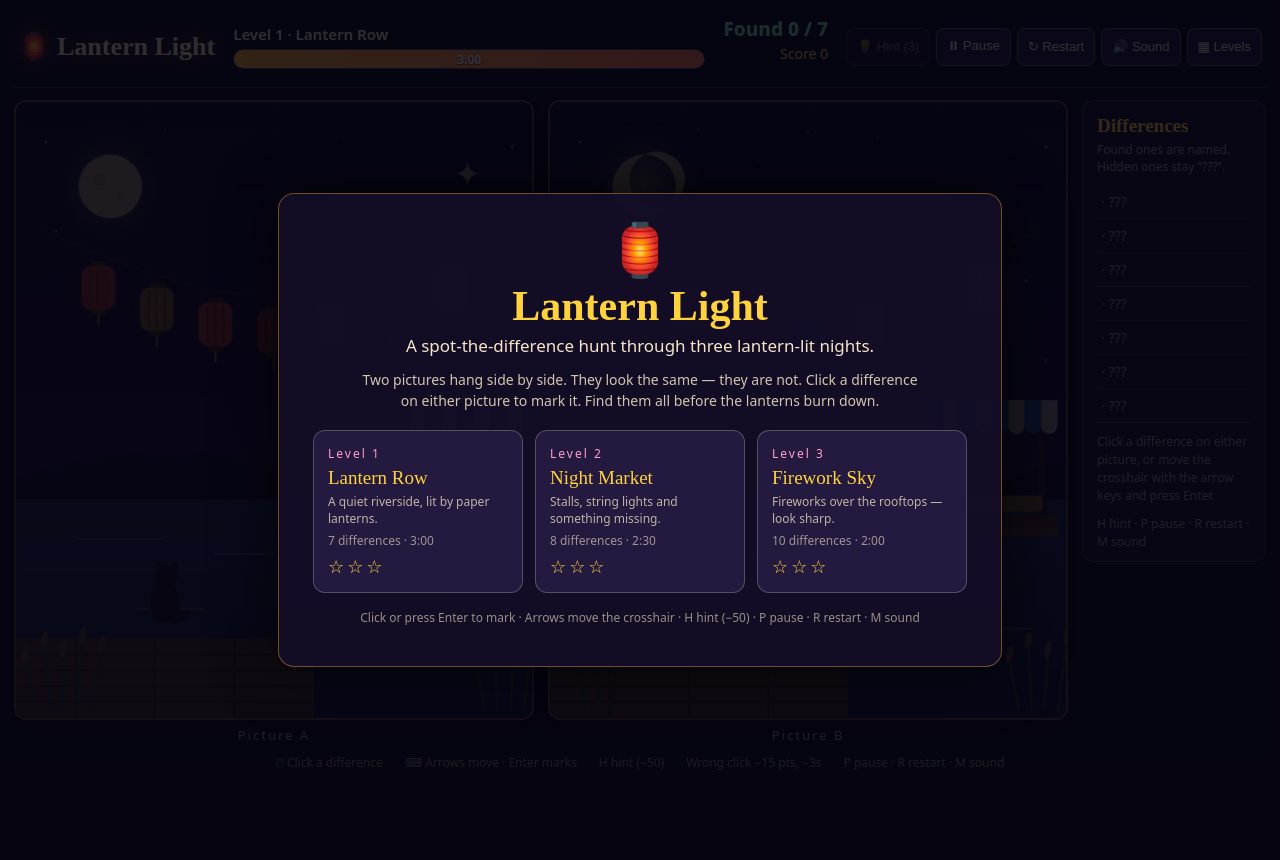 🏮 Lantern Light
Level 1 · Lantern Row
3:00
Found 0 / 7
Score 0
💡 Hint (3)
⏸ Pause
↻ Restart
🔊 Sound
▦ Levels
Differences
Found ones are named.
Hidden ones stay “???”.
· ???
· ???
· ???
· ???
· ???
· ???
· ???
Click a difference on either
picture, or move the
crosshair with the arrow
keys and press Enter.
H hint · P pause · R restart ·
M sound
Lantern Light
A spot-the-difference hunt through three lantern-lit nights.
Two pictures hang side by side. They look the same — they are not. Click a difference
on either picture to mark it. Find them all before the lanterns burn down.
Level 1
Lantern Row
A quiet riverside, lit by paper
lanterns.
7 differences · 3:00
☆☆☆
Level 2
Night Market
Stalls, string lights and
something missing.
8 differences · 2:30
☆☆☆
Level 3
Firework Sky
Fireworks over the rooftops —
look sharp.
10 differences · 2:00
☆☆☆
Click or press Enter to mark · Arrows move the crosshair · H hint (−50) · P pause · R restart · M sound
Picture A
Picture B
🖱 Click a difference
⌨ Arrows move · Enter marks
H hint (−50)
Wrong click −15 pts, −3s
P pause · R restart · M sound